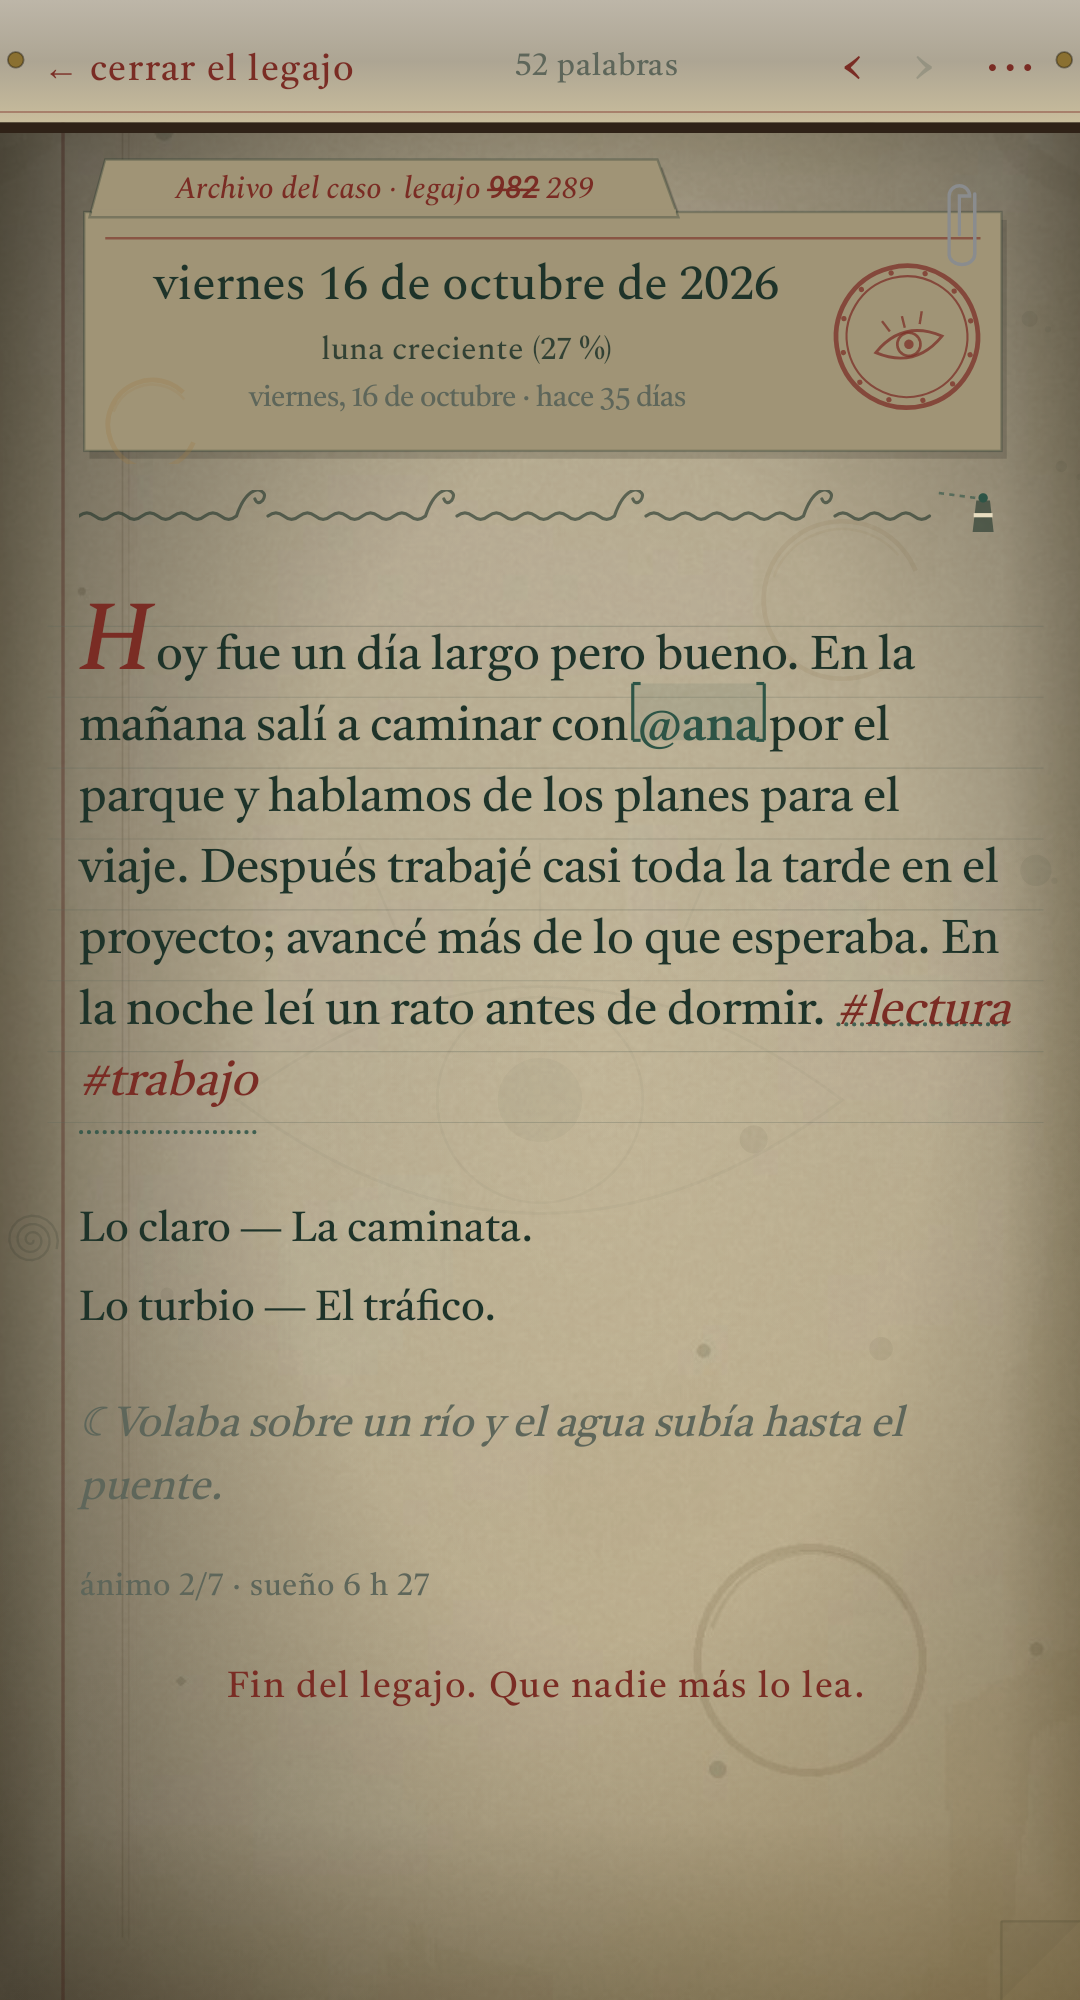 ← cerrar el legajo
52 palabras
Archivo del caso · legajo 982 289
viernes 16 de octubre de 2026
luna creciente (27 %)
viernes, 16 de octubre · hace 35 días
Hoy fue un día largo pero bueno. En la
mañana salí a caminar con @ana por el
parque y hablamos de los planes para el
viaje. Después trabajé casi toda la tarde en el
proyecto; avancé más de lo que esperaba. En
la noche leí un rato antes de dormir. #lectura
#trabajo
Lo claro — La caminata.
Lo turbio — El tráfico.
☾ Volaba sobre un río y el agua subía hasta el
puente.
ánimo 2/7 · sueño 6 h 27
Fin del legajo. Que nadie más lo lea.